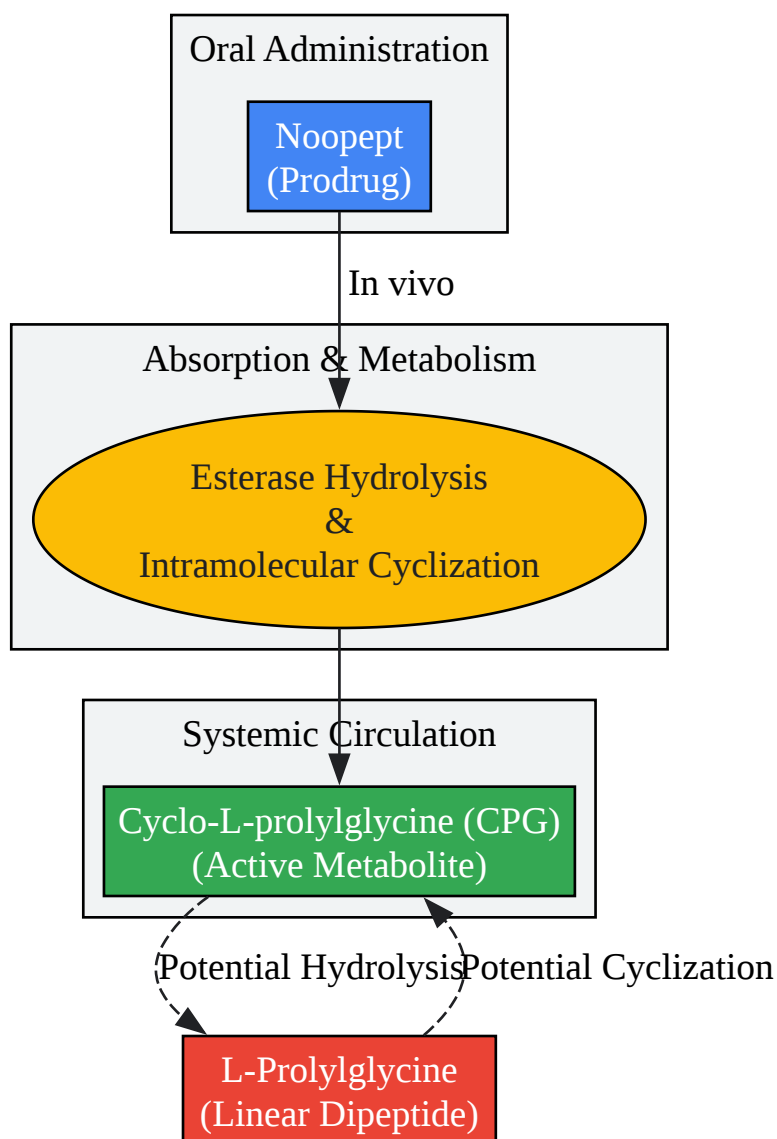 Oral Administration
Noopept
(Prodrug)
In vivo
Absorption & Metabolism
Esterase Hydrolysis
&
Intramolecular Cyclization
Systemic Circulation
Cyclo-L-prolylglycine (CPG)
(Active Metabolite)
Potential Hydrolysis
Potential Cyclization
L-Prolylglycine
(Linear Dipeptide)